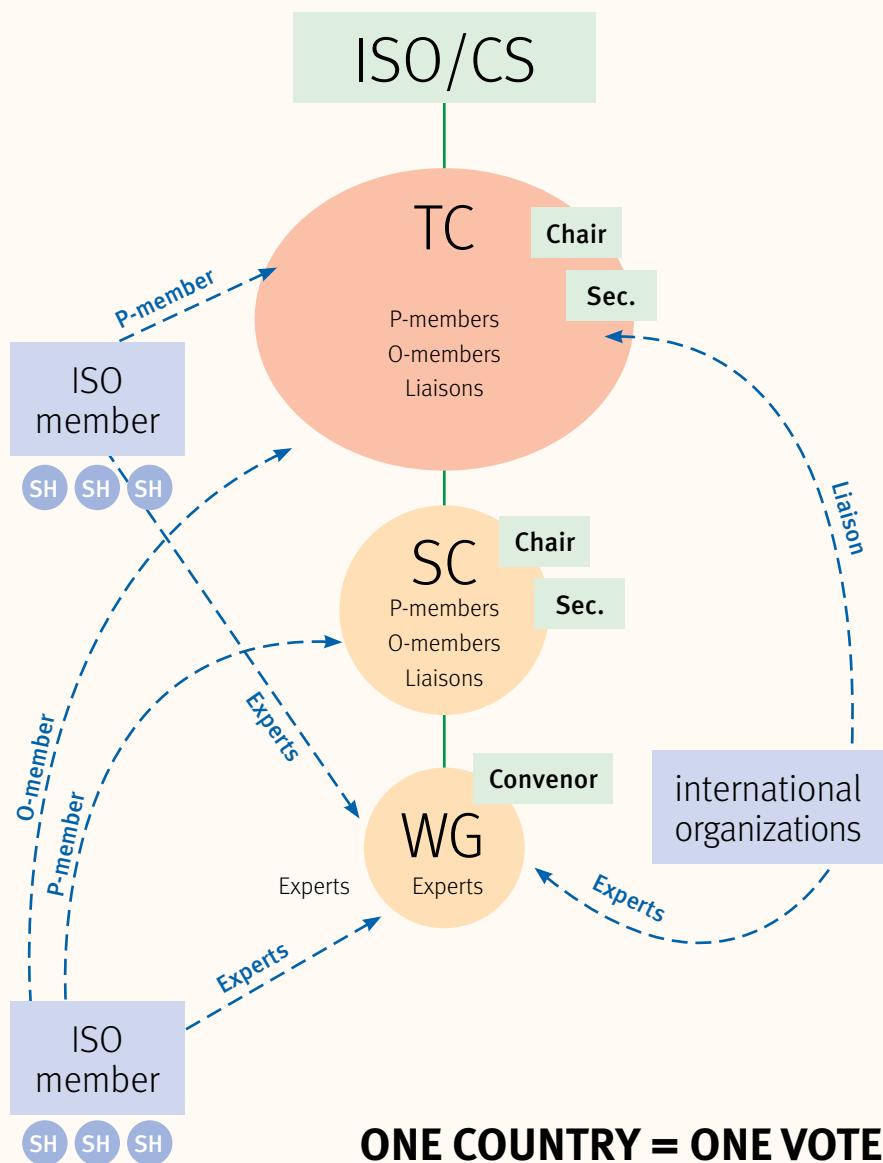 ISO/CS
TC
Chair
Sec.
P-members
O-members
Liaisons
P-member
ISO
member
SH SH SH
Liaison
SC
Chair
Sec.
P-members
O-members
Liaisons
Experts
O-member
P-member
Convenor
WG
Experts
Experts
international
organizations
Experts
Experts
ISO
member
SH SH SH
ONE COUNTRY = ONE VOTE